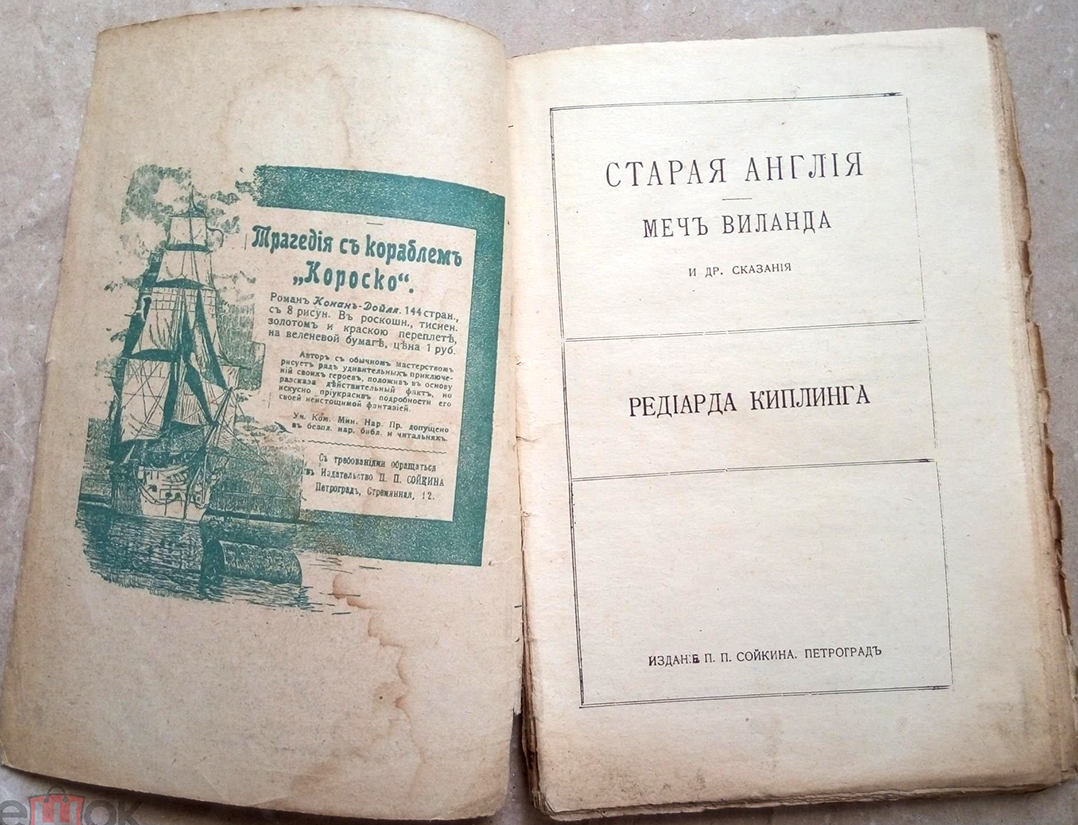 Трагедія съ кораблемъ
„Короско“.
Романъ Конанъ-Дойля. 144 стран.,
съ 8 рисун. Въ роскошн., тиснен.
золотомъ и краскою переплетѣ,
на веленевой бумагѣ, цѣна 1 руб.
Авторъ съ обычном мастерствомъ
рисуетъ рядъ удивительныхъ приключе-
ній своихъ героевъ, положивъ въ основу
разсказа дѣйствительный фактъ, но
искусно пріукрасивъ подробности его
своей неистощимой фантазіей.
Уч. Ком. Мин. Нар. Пр. допущено
въ безпл. нар. библ. и читальняхъ.
Съ требованіями обращаться
въ Издательство П. П. СОЙКИНА
Петроградъ, Стремянная, 12.
СТАРАЯ АНГЛІЯ
МЕЧЪ ВИЛАНДА
И ДР. СКАЗАНІЯ
РЕДІАРДА КИПЛИНГА
ИЗДАНІЕ П. П. СОЙКИНА. ПЕТРОГРАДЪ
ешок